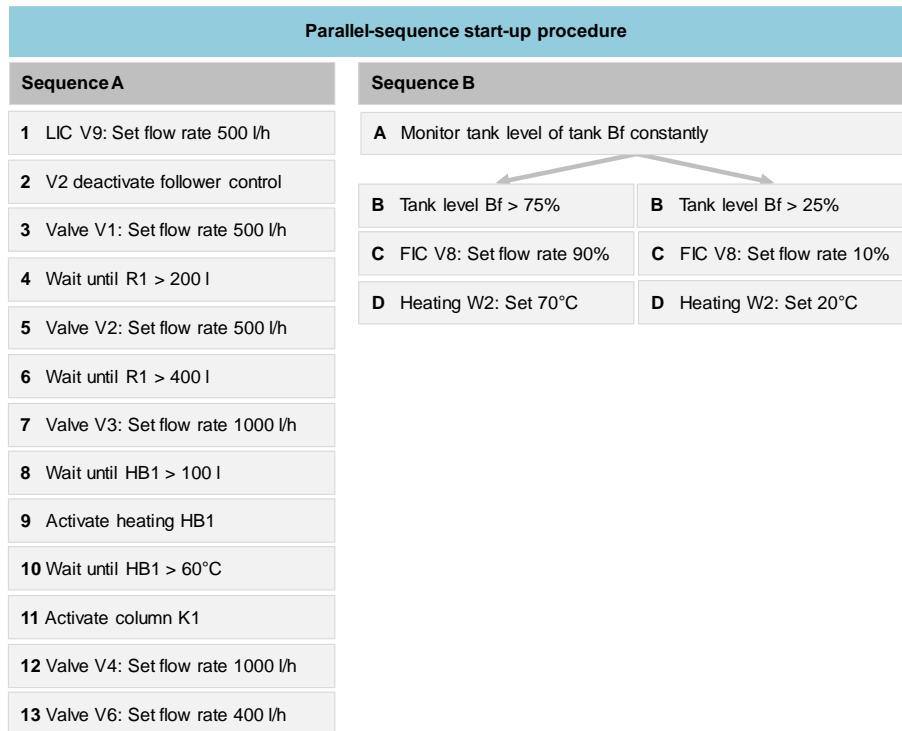 Parallel-sequence start-up procedure
Sequence A
1 LIC V9: Set flow rate 500 l/h
2 V2 deactivate follower control
3 Valve V1: Set flow rate 500 l/h
4 Wait until R1 > 200 l
5 Valve V2: Set flow rate 500 l/h
6 Wait until R1 > 400 l
7 Valve V3: Set flow rate 1000 l/h
8 Wait until HB1 > 100 l
9 Activate heating HB1
10 Wait until HB1 > 60°C
11 Activate column K1
12 Valve V4: Set flow rate 1000 l/h
13 Valve V6: Set flow rate 400 l/h
Sequence B
A Monitor tank level of tank Bf constantly
B Tank level Bf > 75%
C FIC V8: Set flow rate 90%
D Heating W2: Set 70°C
B Tank level Bf > 25%
C FIC V8: Set flow rate 10%
D Heating W2: Set 20°C